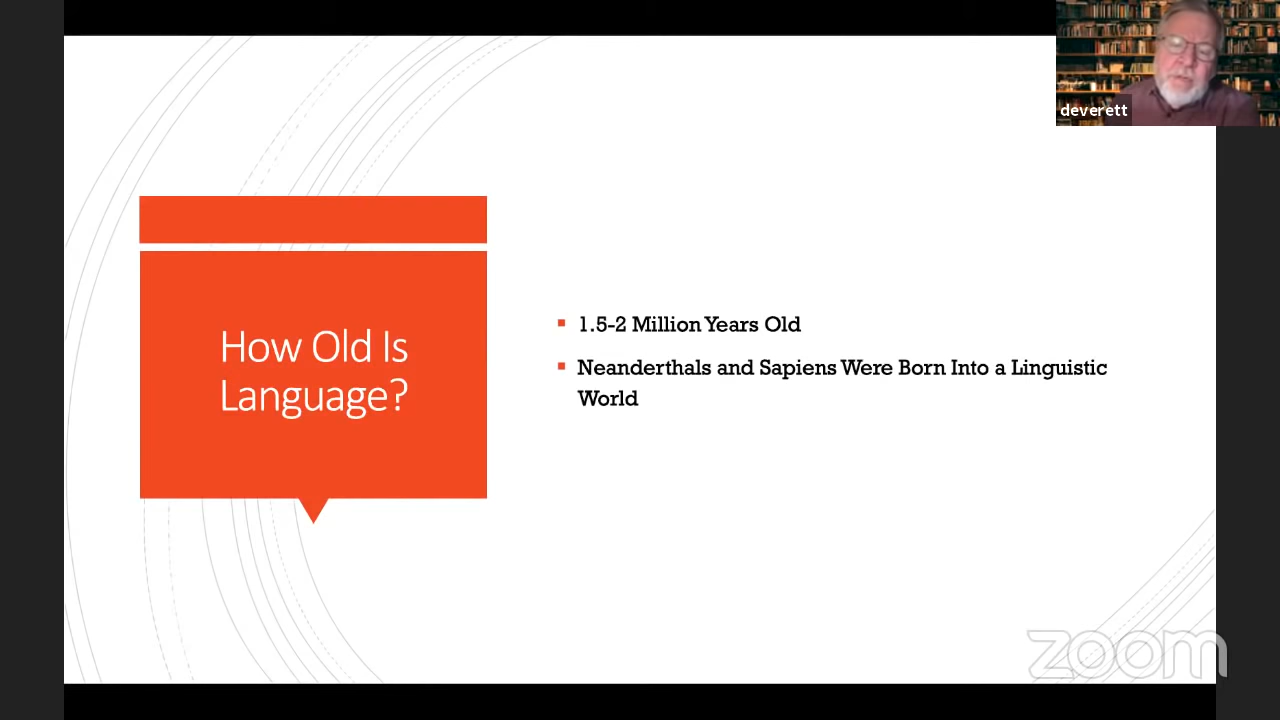 deverett
How Old Is
Language?
1.5-2 Million Years Old
Neanderthals and Sapiens Were Born Into a Linguistic
World
zoom